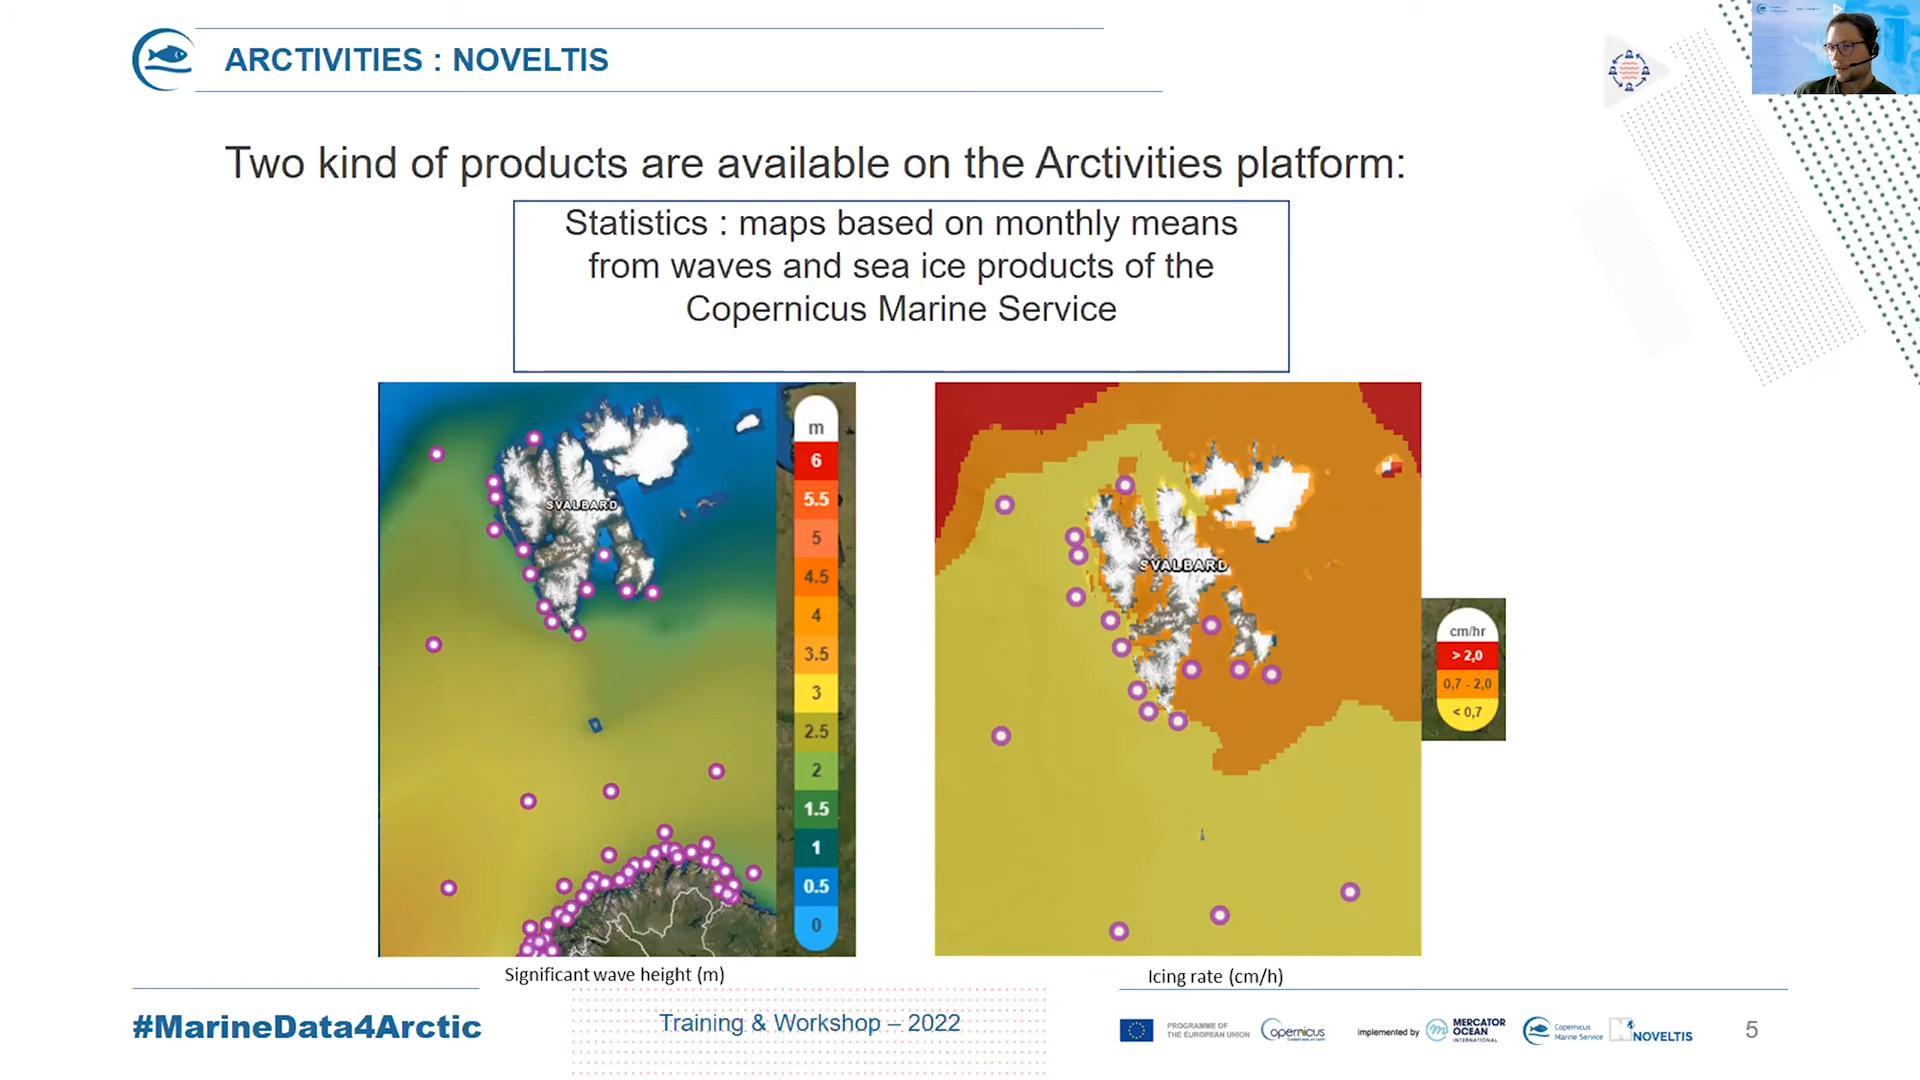 ARCTIVITIES : NOVELTIS
Two kind of products are available on the Arctivities platform:
Statistics : maps based on monthly means
from waves and sea ice products of the
Copernicus Marine Service
SVALBARD
m
6
5.5
5
4.5
4
3.5
3
2.5
2
1.5
1
0.5
0
Significant wave height (m)
SVALBARD
cm/hr
> 2,0
0,7 - 2,0
< 0,7
Icing rate (cm/h)
#MarineData4Arctic
Training & Workshop – 2022
PROGRAMME OF
THE EUROPEAN UNION
opernicus
implemented by
MERCATOR
OCEAN
INTERNATIONAL
Copernicus
Marine Service
NOVELTIS
5